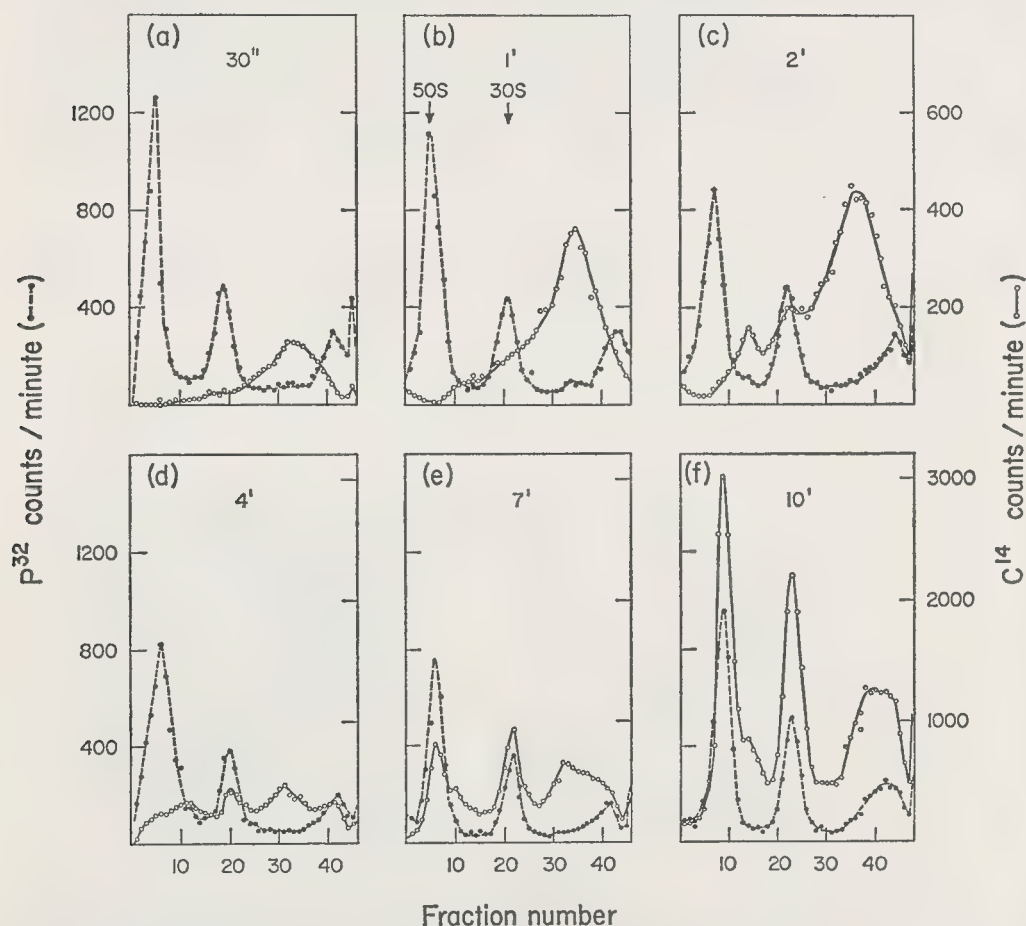 (a) 30" (b) 1' (c) 2'
50S 30S
1200 800 400
600 400 200
P³² counts/minute (•---•)
C¹⁴ counts/minute (○—○)
(d) 4' (e) 7' (f) 10'
1200 800 400
3000 2000 1000
10 20 30 40 10 20 30 40 10 20 30 40
Fraction number